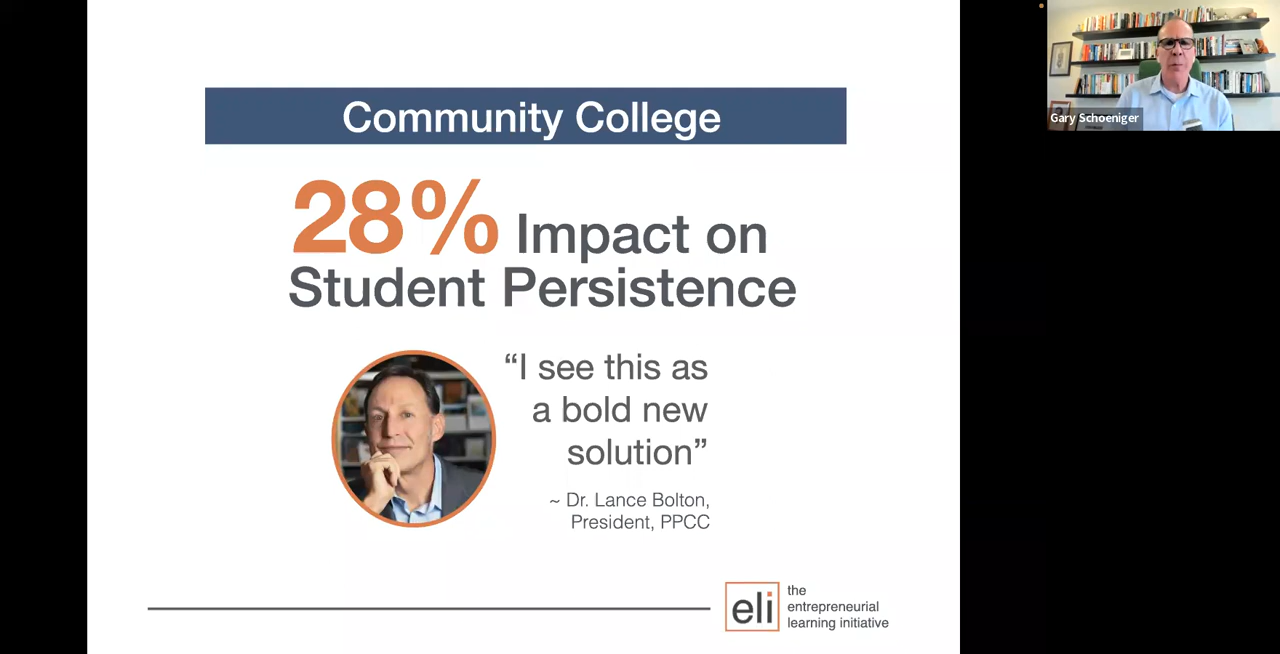 Community College
28% Impact on
Student Persistence
“I see this as
a bold new
solution”
~ Dr. Lance Bolton,
President, PPCC
eli
the
entrepreneurial
learning initiative
Gary Schoeniger